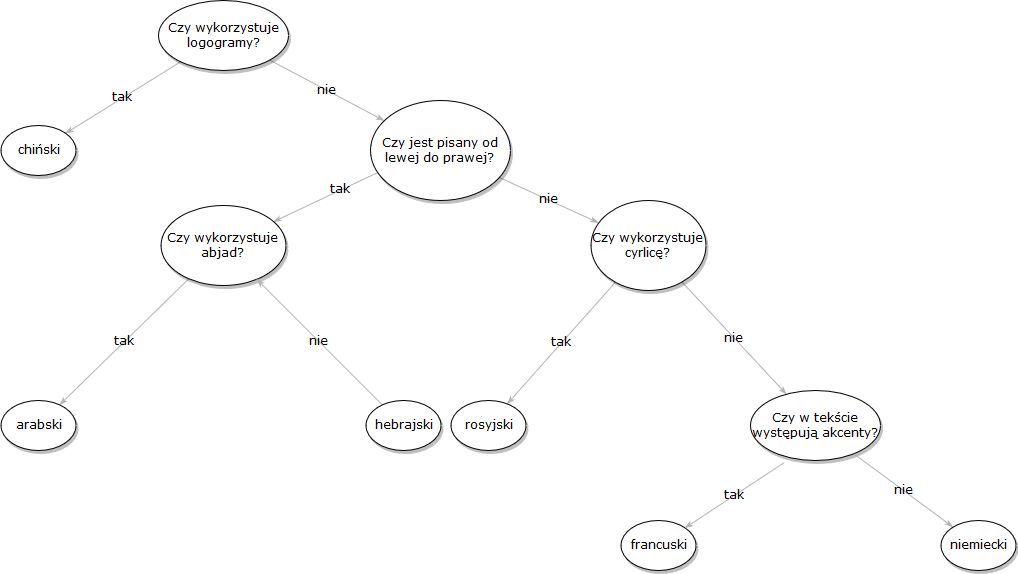 Czy wykorzystuje
logogramy?
tak
nie
chiński
Czy jest pisany od
lewej do prawej?
tak
nie
Czy wykorzystuje
abjad?
Czy wykorzystuje
cyrlicę?
tak
nie
tak
nie
arabski
hebrajski
rosyjski
Czy w tekście
występują akcenty?
tak
nie
francuski
niemiecki